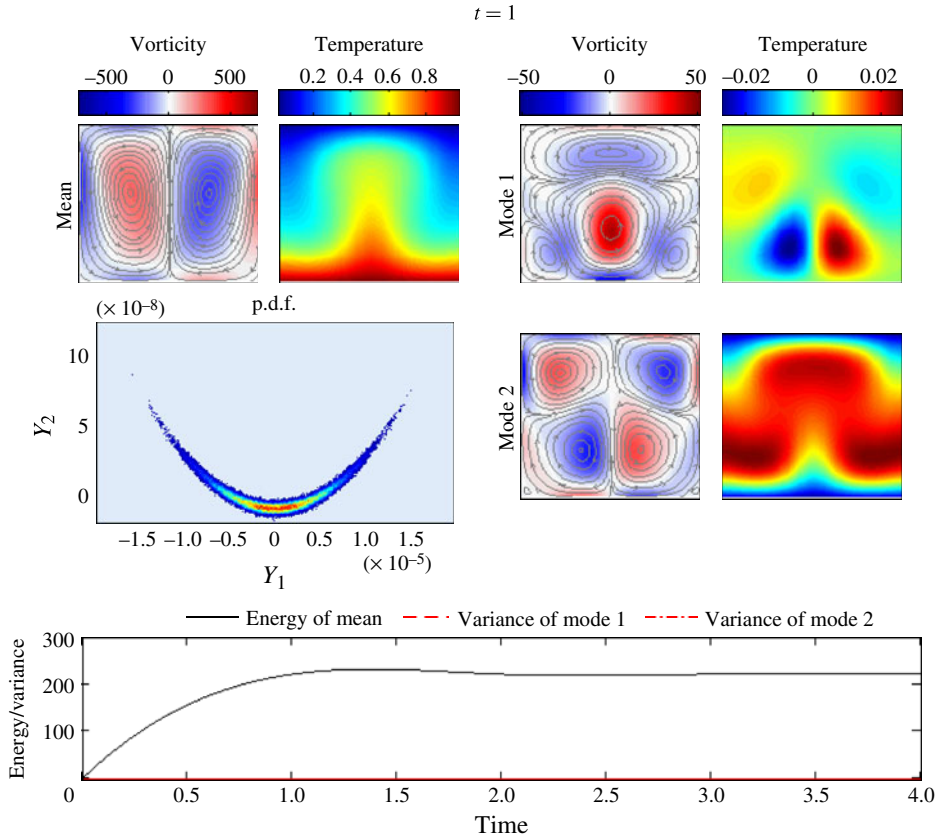 t = 1
Vorticity Temperature Vorticity Temperature
−500 0 500 0.2 0.4 0.6 0.8 −50 0 50 −0.02 0 0.02
Mean
Mode 1
(× 10⁻⁸) p.d.f.
10
5
0
Y₂
−1.5 −1.0 −0.5 0 0.5 1.0 1.5
(× 10⁻⁵)
Y₁
Mode 2
Energy of mean Variance of mode 1 Variance of mode 2
300
200
100
Energy/variance
0 0.5 1.0 1.5 2.0 2.5 3.0 3.5 4.0
Time